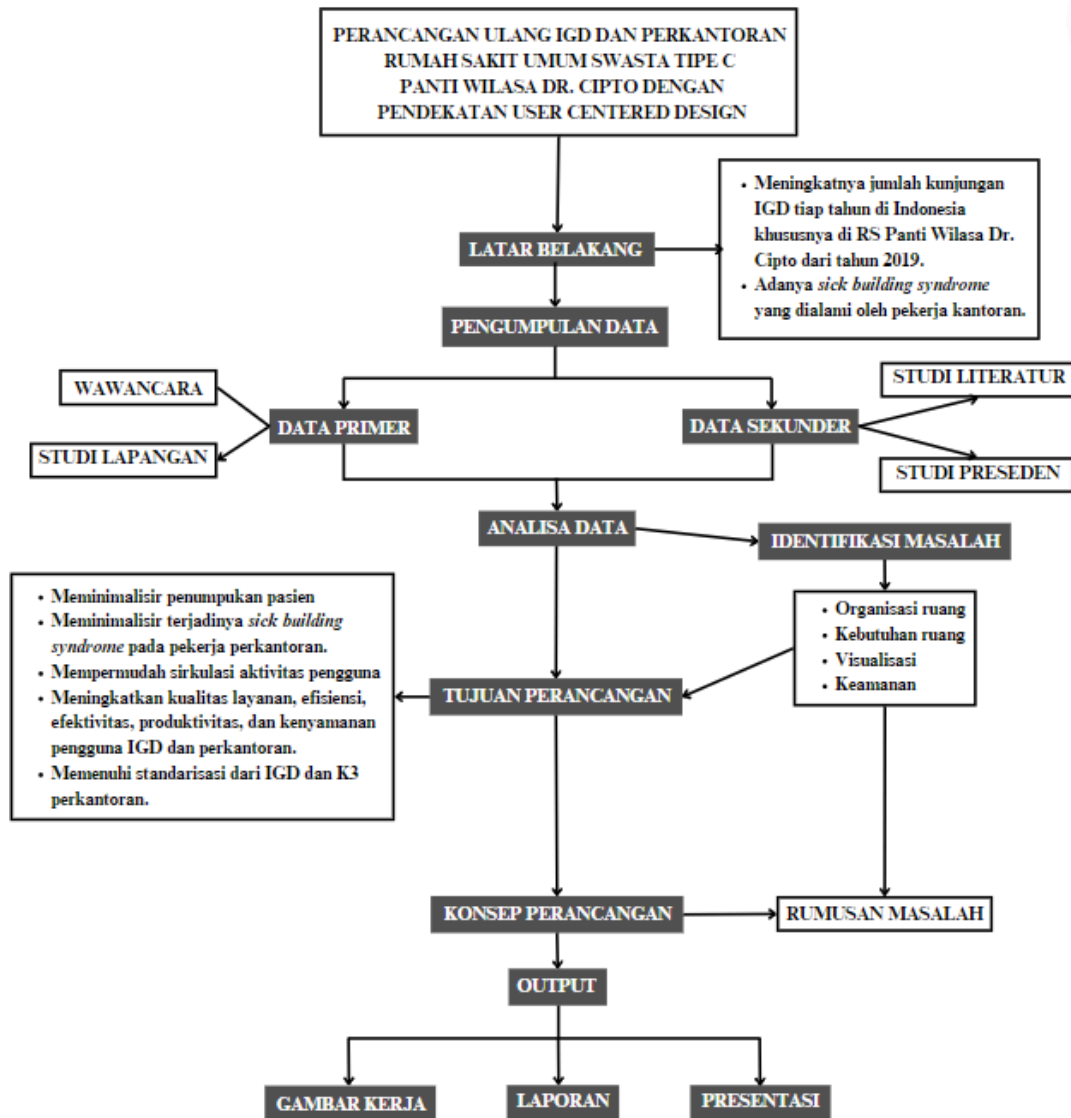 PERANCANGAN ULANG IGD DAN PERKANTORAN
RUMAH SAKIT UMUM SWASTA TIPE C
PANTI WILASA DR. CIPTO DENGAN
PENDEKATAN USER CENTERED DESIGN
• Meningkatnya jumlah kunjungan
IGD tiap tahun di Indonesia
khususnya di RS Panti Wilasa Dr.
Cipto dari tahun 2019.
• Adanya sick building syndrome
yang dialami oleh pekerja kantoran.
LATAR BELAKANG
PENGUMPULAN DATA
WAWANCARA
STUDI LAPANGAN
DATA PRIMER
DATA SEKUNDER
STUDI LITERATUR
STUDI PRESEDEN
ANALISA DATA
IDENTIFIKASI MASALAH
• Organisasi ruang
• Kebutuhan ruang
• Visualisasi
• Keamanan
• Meminimalisir penumpukan pasien
• Meminimalisir terjadinya sick building
syndrome pada pekerja perkantoran.
• Mempermudah sirkulasi aktivitas pengguna
• Meningkatkan kualitas layanan, efisiensi,
efektivitas, produktivitas, dan kenyamanan
pengguna IGD dan perkantoran.
• Memenuhi standarisasi dari IGD dan K3
perkantoran.
TUJUAN PERANCANGAN
KONSEP PERANCANGAN
RUMUSAN MASALAH
OUTPUT
GAMBAR KERJA
LAPORAN
PRESENTASI